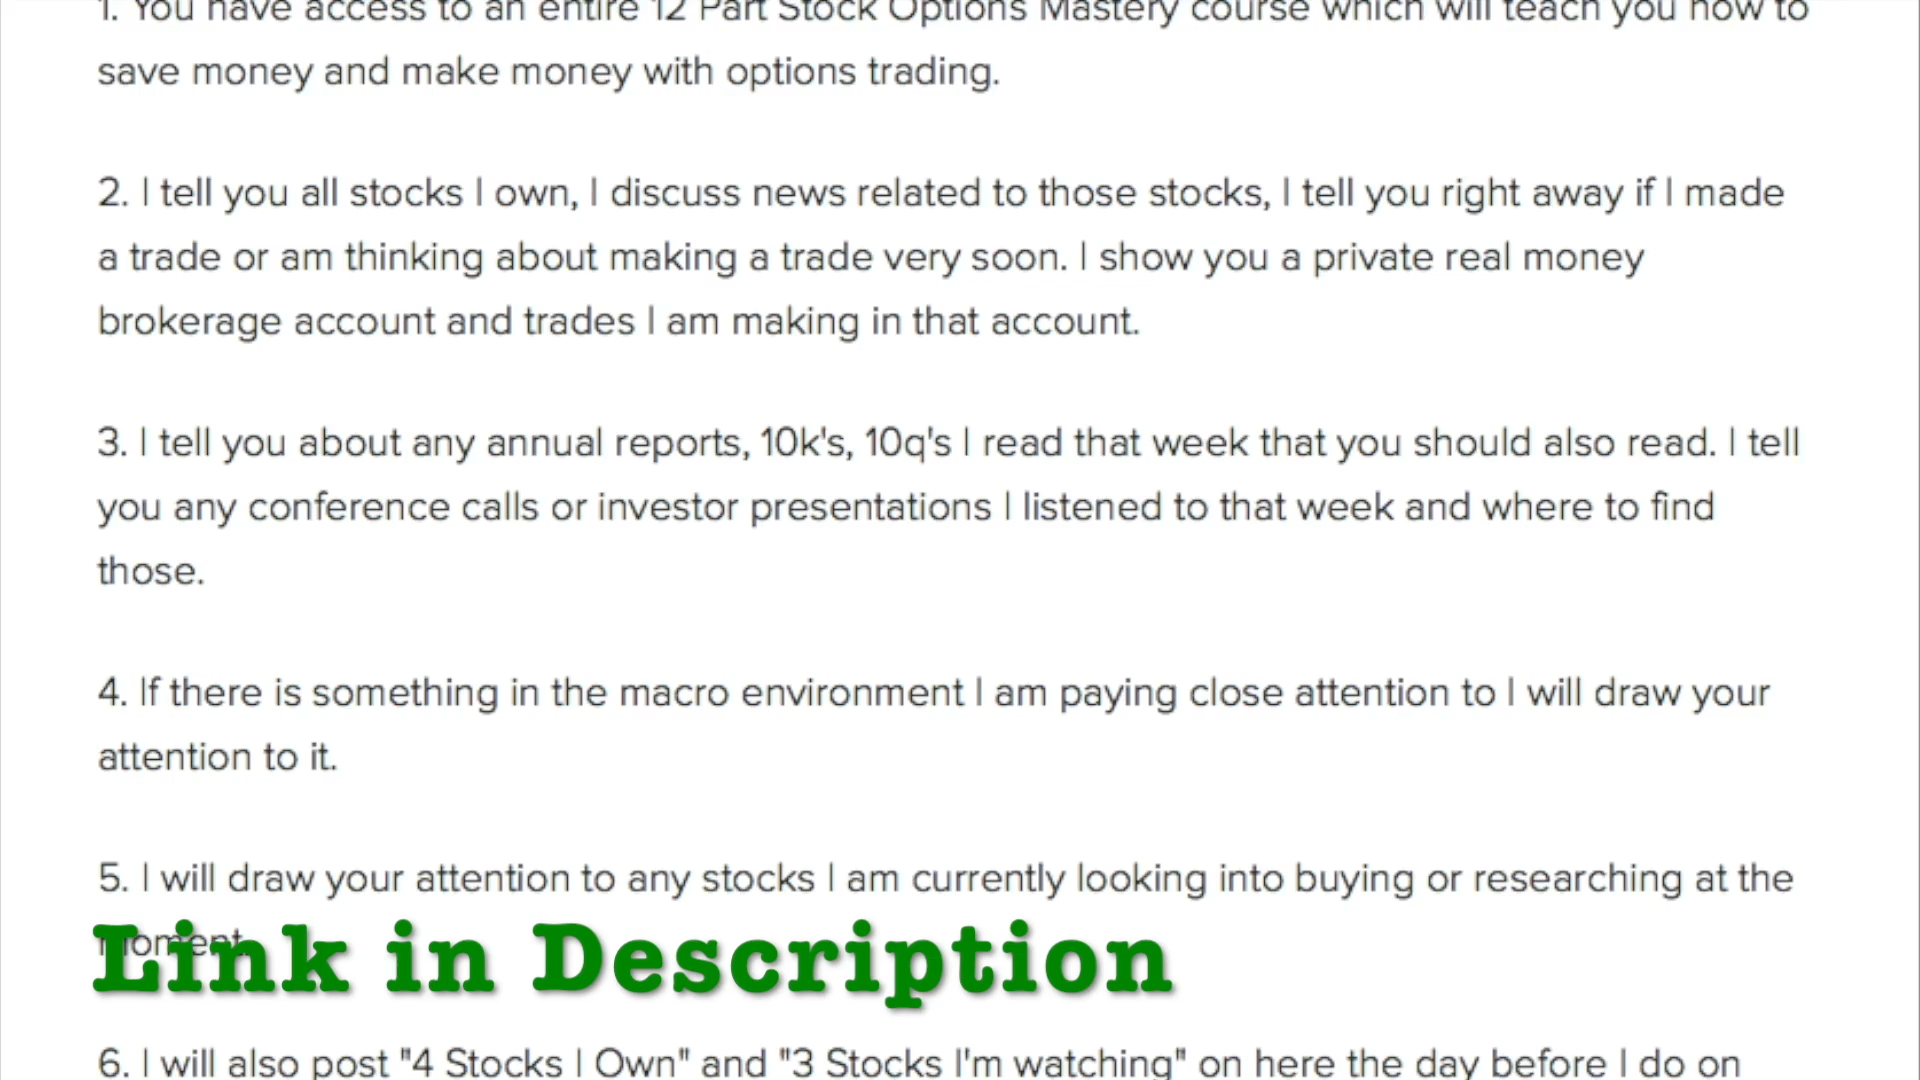 1. You have access to an entire 12 Part Stock Options Mastery course which will teach you how to
save money and make money with options trading.
2. I tell you all stocks I own, I discuss news related to those stocks, I tell you right away if I made
a trade or am thinking about making a trade very soon. I show you a private real money
brokerage account and trades I am making in that account.
3. I tell you about any annual reports, 10k's, 10q's I read that week that you should also read. I tell
you any conference calls or investor presentations I listened to that week and where to find
those.
4. If there is something in the macro environment I am paying close attention to I will draw your
attention to it.
5. I will draw your attention to any stocks I am currently looking into buying or researching at the
moment.
Link in Description
6. I will also post "4 Stocks I Own" and "3 Stocks I'm watching" on here the day before I do on